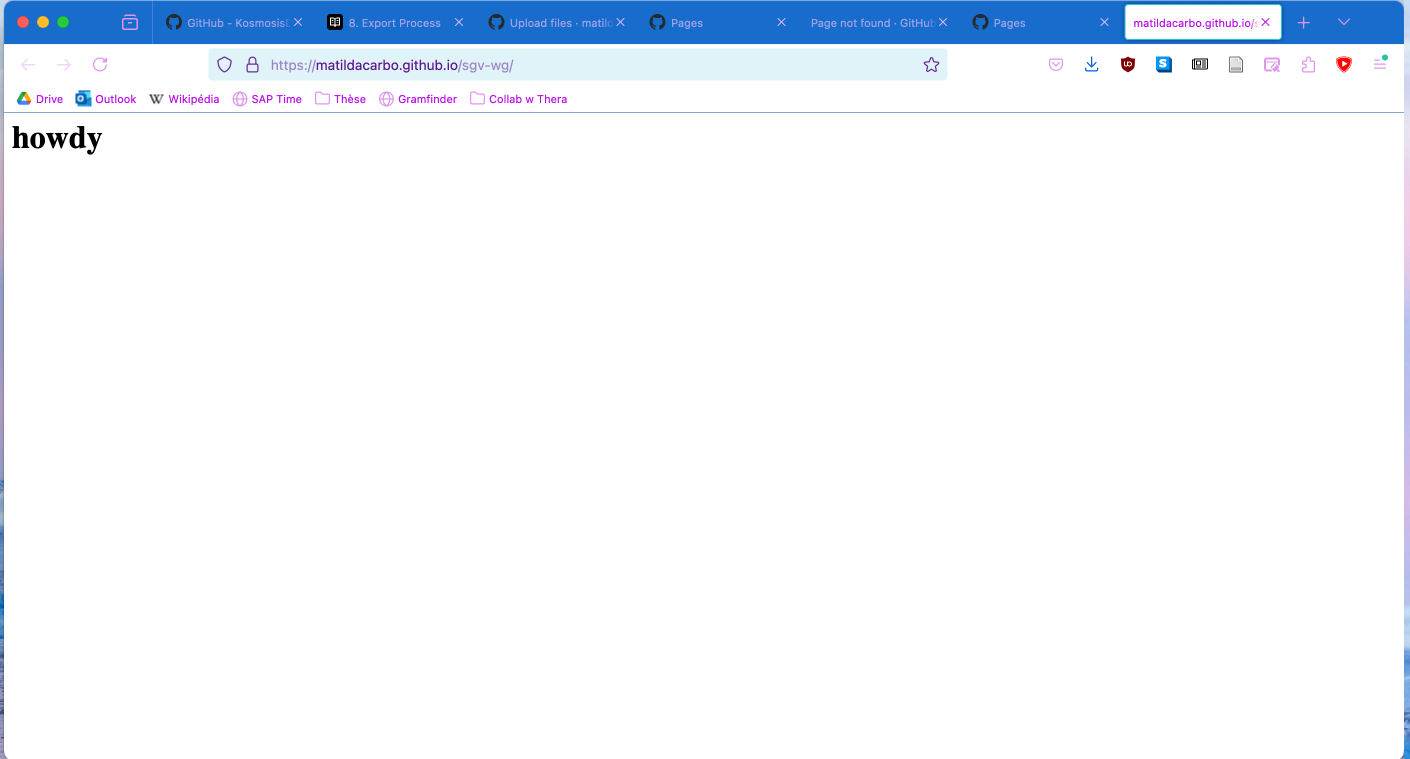 GitHub - Kosmosis
8. Export Process
Upload files · matild
Pages
Page not found · GitHub
Pages
matildacarbo.github.io/s
https://matildacarbo.github.io/sgv-wg/
Drive
Outlook
Wikipédia
SAP Time
Thèse
Gramfinder
Collab w Thera
howdy